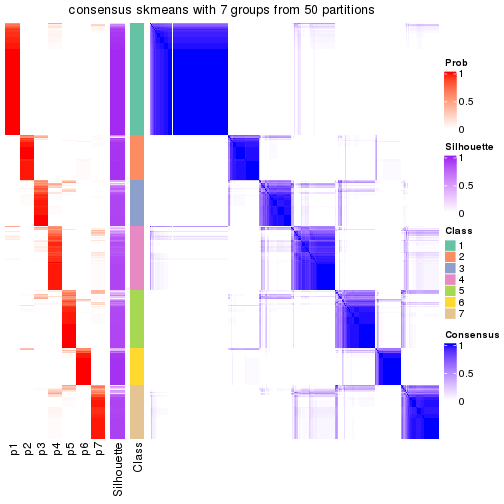 consensus skmeans with 7 groups from 50 partitions
Prob
1
0.5
0
Silhouette
1
0.5
0
Class
1
2
3
4
5
6
7
Consensus
1
0.5
0
p1
p2
p3
p4
p5
p6
p7
Silhouette
Class